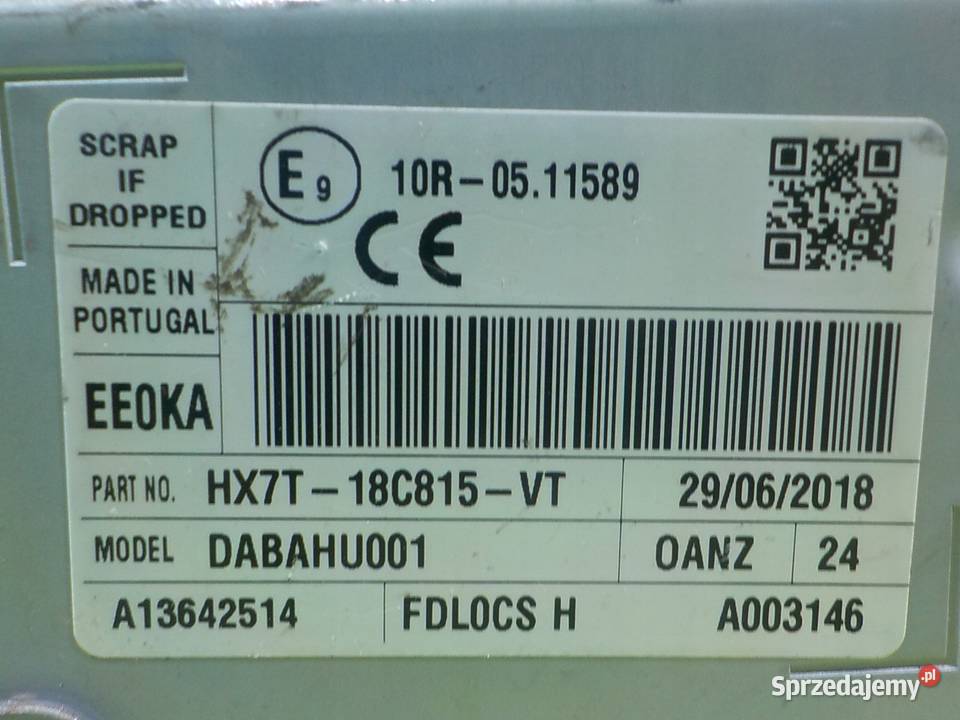 SCRAP
IF
DROPPED
E9 10R-05.11589
CE
MADE IN
PORTUGAL
EE0KA
PART NO. HX7T-18C815-VT 29/06/2018
MODEL DABAHU001 OANZ 24
A13642514 FDL0CS H A003146
Sprzedajemy.pl